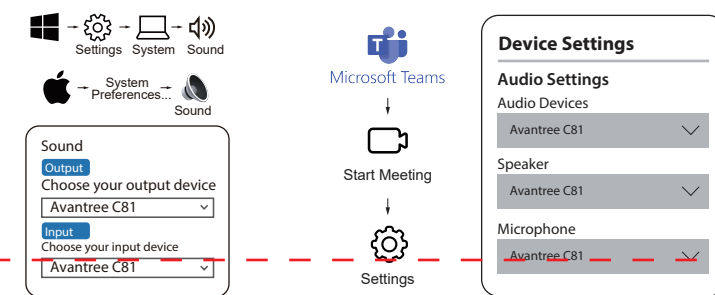 Settings System Sound
System
Preferences...
Sound
Sound
Output
Choose your output device
Avantree C81
Input
Choose your input device
Avantree C81
T
Microsoft Teams
Start Meeting
Settings
Device Settings
Audio Settings
Audio Devices
Avantree C81
Speaker
Avantree C81
Microphone
Avantree C81